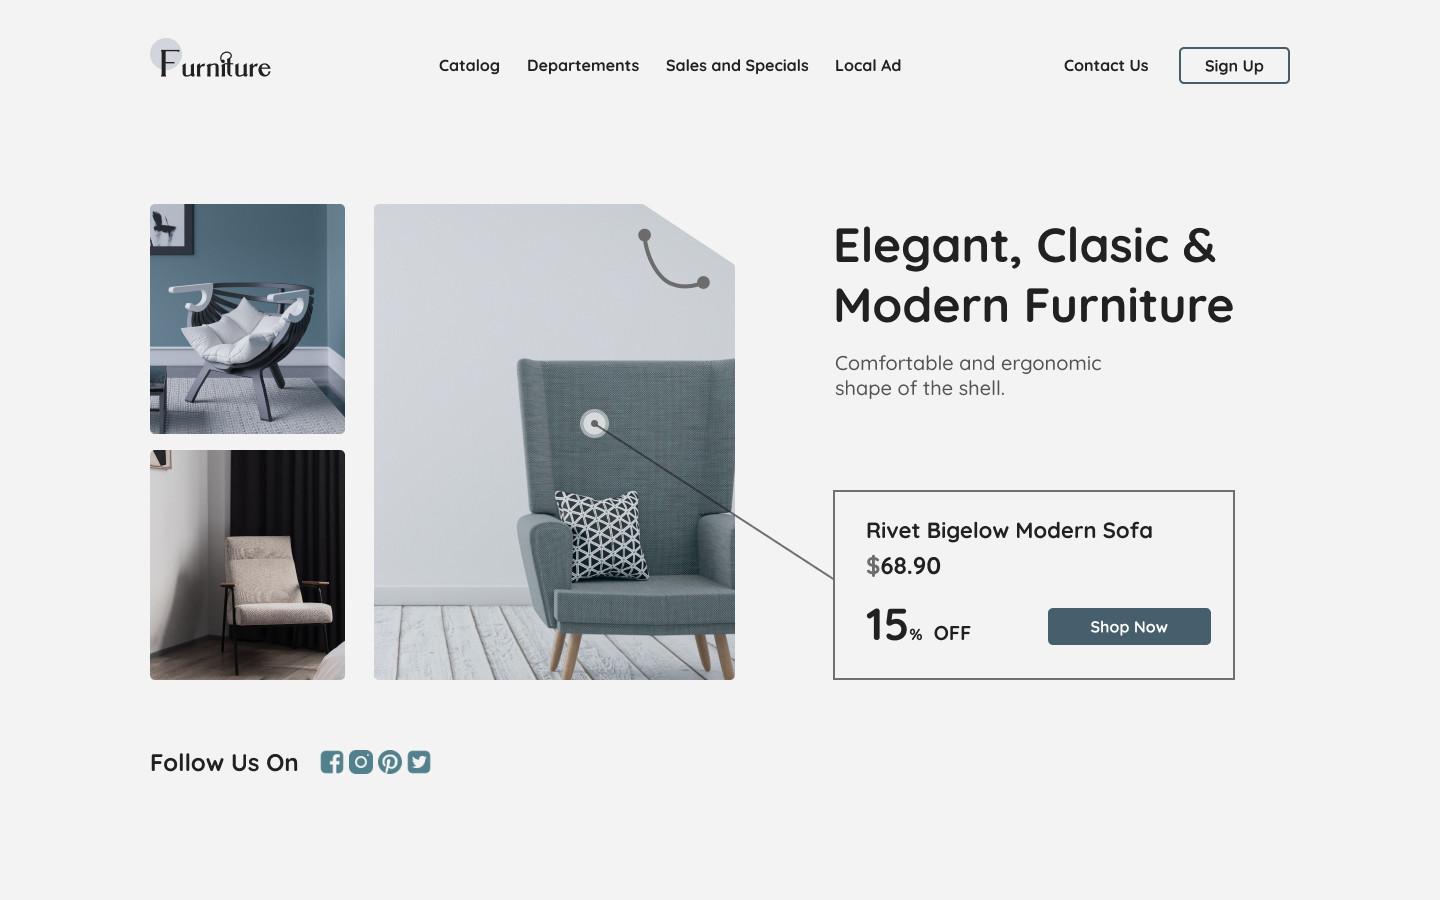 Furniture
Catalog Departements Sales and Specials Local Ad
Contact Us
Sign Up
Elegant, Clasic &
Modern Furniture
Comfortable and ergonomic
shape of the shell.
Rivet Bigelow Modern Sofa
$68.90
15% OFF
Shop Now
Follow Us On